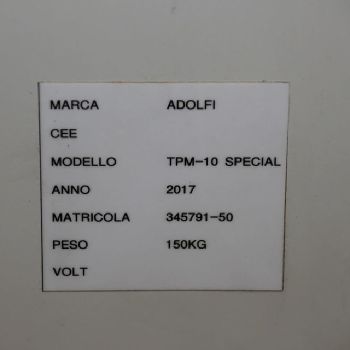 MARCA ADOLFI
CEE
MODELLO TPM-10 SPECIAL
ANNO 2017
MATRICOLA 345791-50
PESO 150KG
VOLT